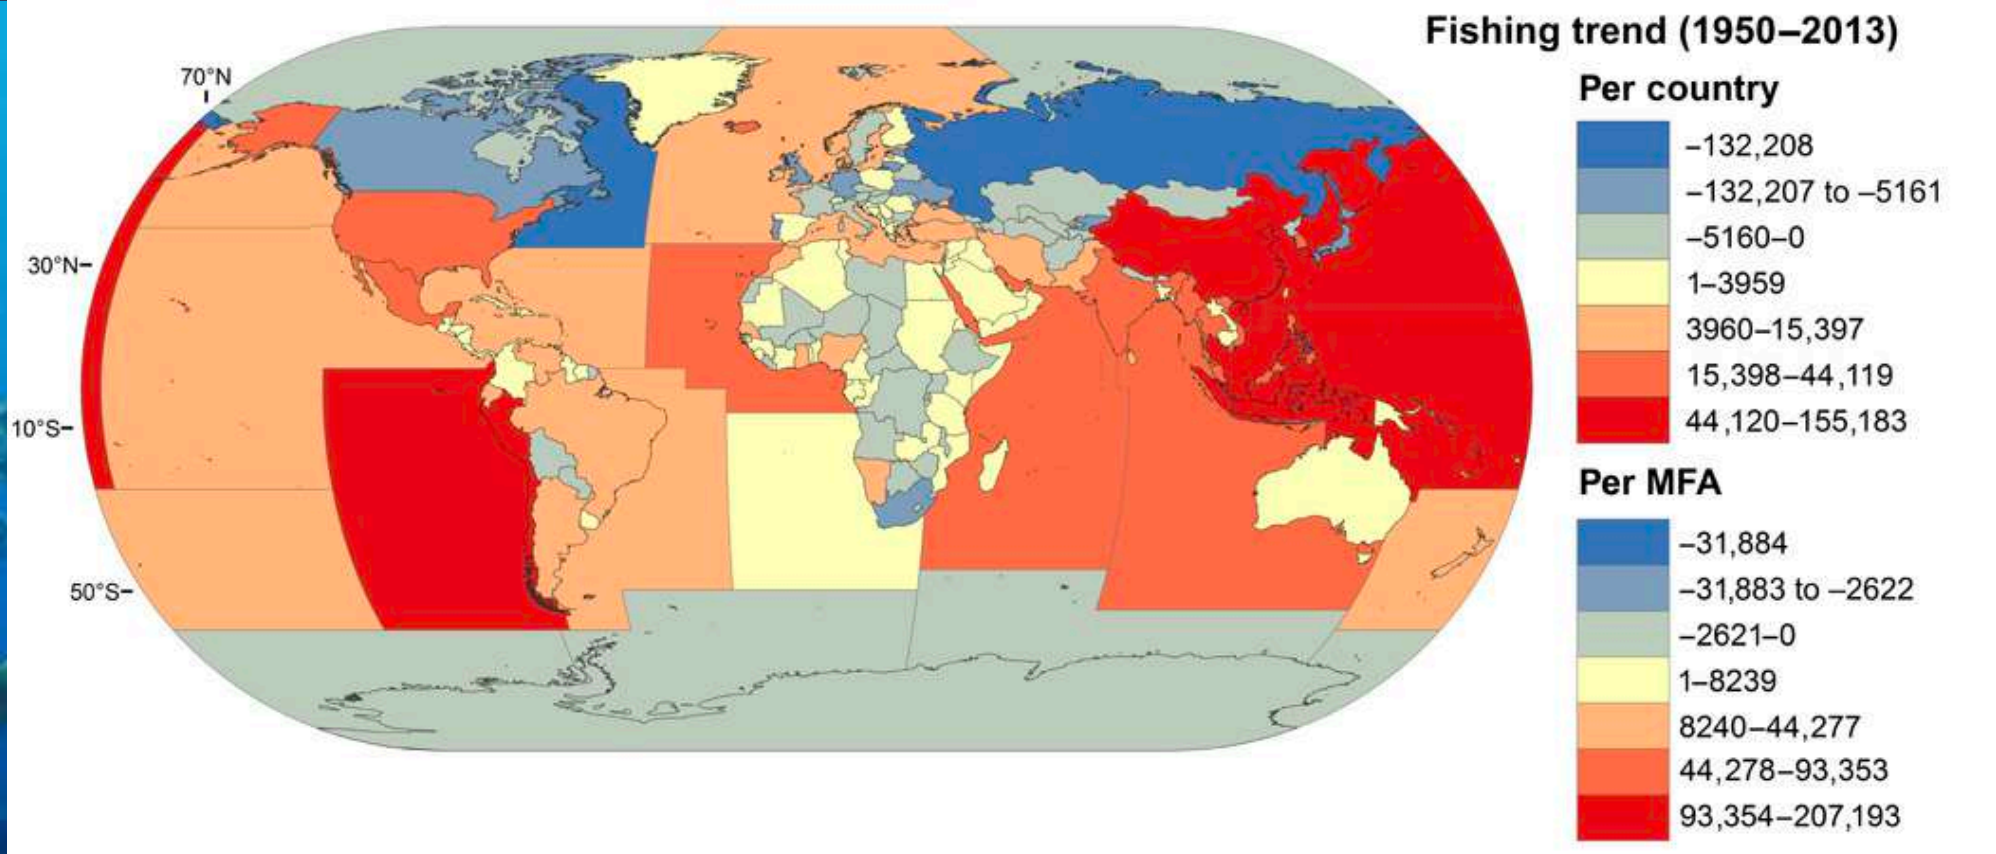 Fishing trend (1950–2013)
Per country
–132,208
–132,207 to –5161
–5160–0
1–3959
3960–15,397
15,398–44,119
44,120–155,183
Per MFA
–31,884
–31,883 to –2622
–2621–0
1–8239
8240–44,277
44,278–93,353
93,354–207,193
70°N
30°N
10°S
50°S